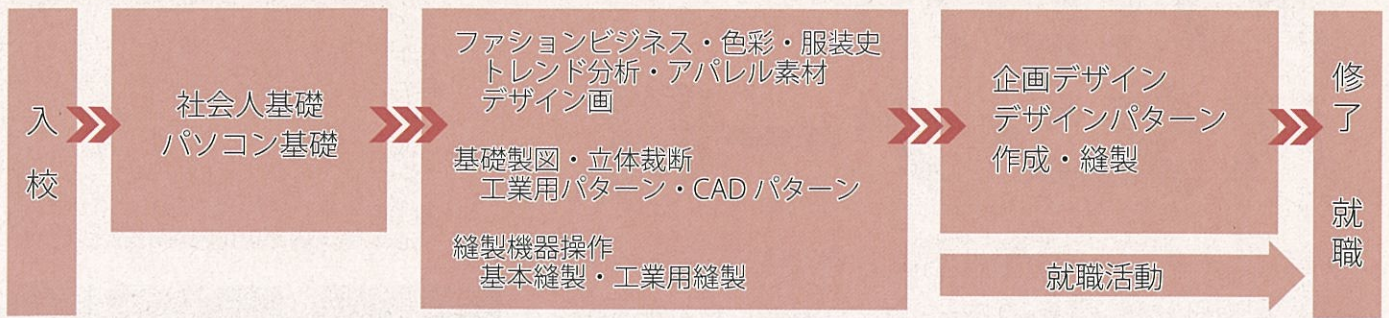 入校
社会人基礎
パソコン基礎
ファションビジネス・色彩・服装史
トレンド分析・アパレル素材
デザイン画
基礎製図・立体裁断
工業用パターン・CADパターン
縫製機器操作
基本縫製・工業用縫製
企画デザイン
デザインパターン
作成・縫製
就職活動
修了 就職